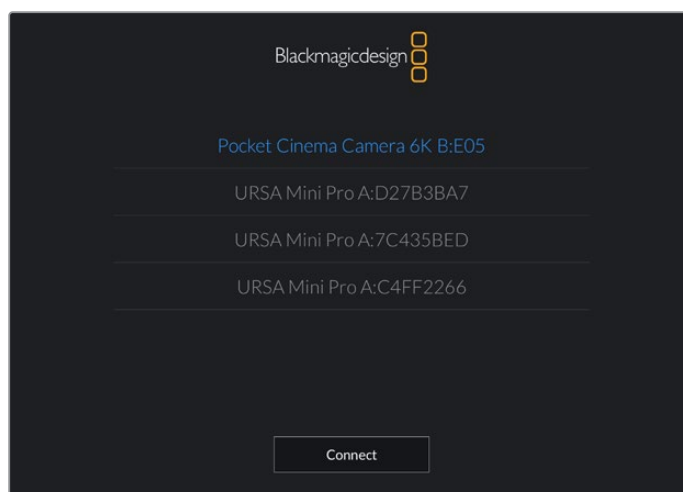 Blackmagicdesign
Pocket Cinema Camera 6K B:E05
URSA Mini Pro A:D27B3BA7
URSA Mini Pro A:7C435BED
URSA Mini Pro A:C4FF2266
Connect